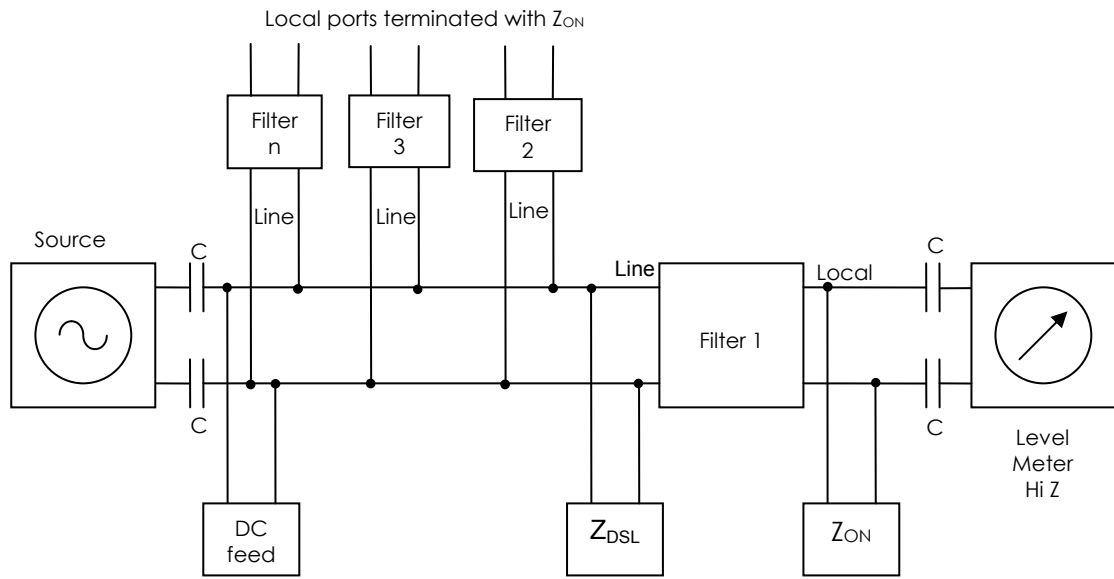 Local ports terminated with ZON
Filter
n
Filter
3
Filter
2
Line
Line
Line
Source
C
C
Line
Local
C
C
Filter 1
Level
Meter
Hi Z
DC
feed
ZDSL
ZON